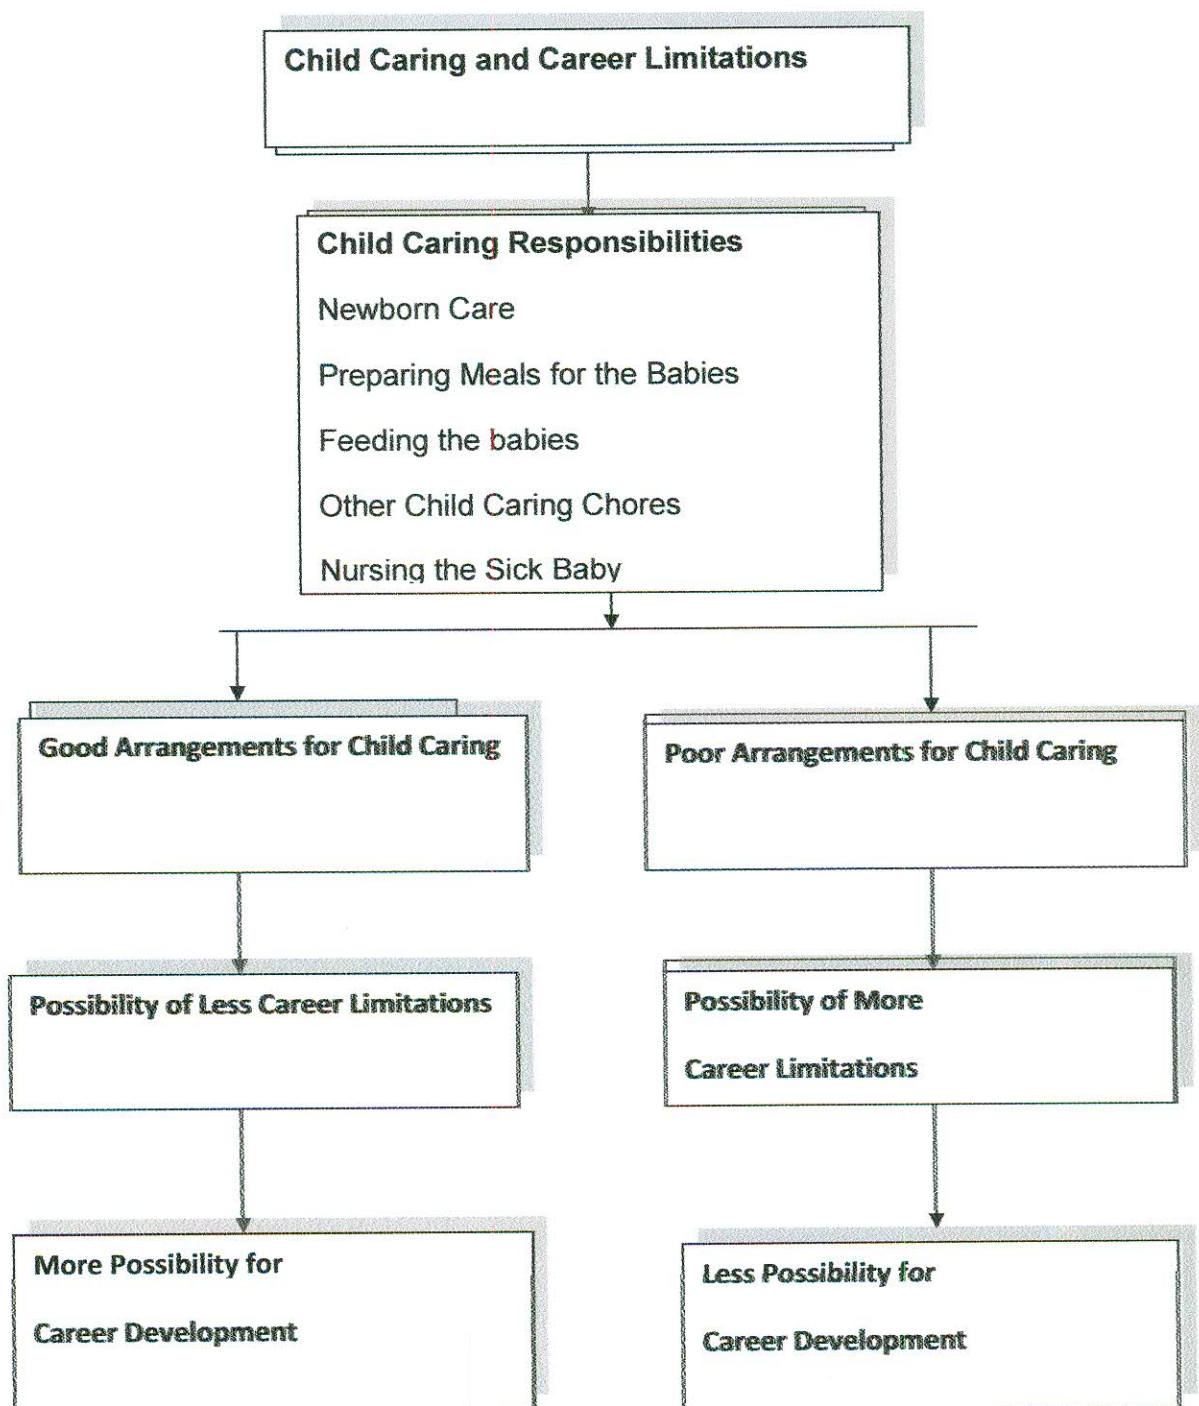 Child Caring and Career Limitations
Child Caring Responsibilities
Newborn Care
Preparing Meals for the Babies
Feeding the babies
Other Child Caring Chores
Nursing the Sick Baby
Good Arrangements for Child Caring
Poor Arrangements for Child Caring
Possibility of Less Career Limitations
Possibility of More
Career Limitations
More Possibility for
Career Development
Less Possibility for
Career Development